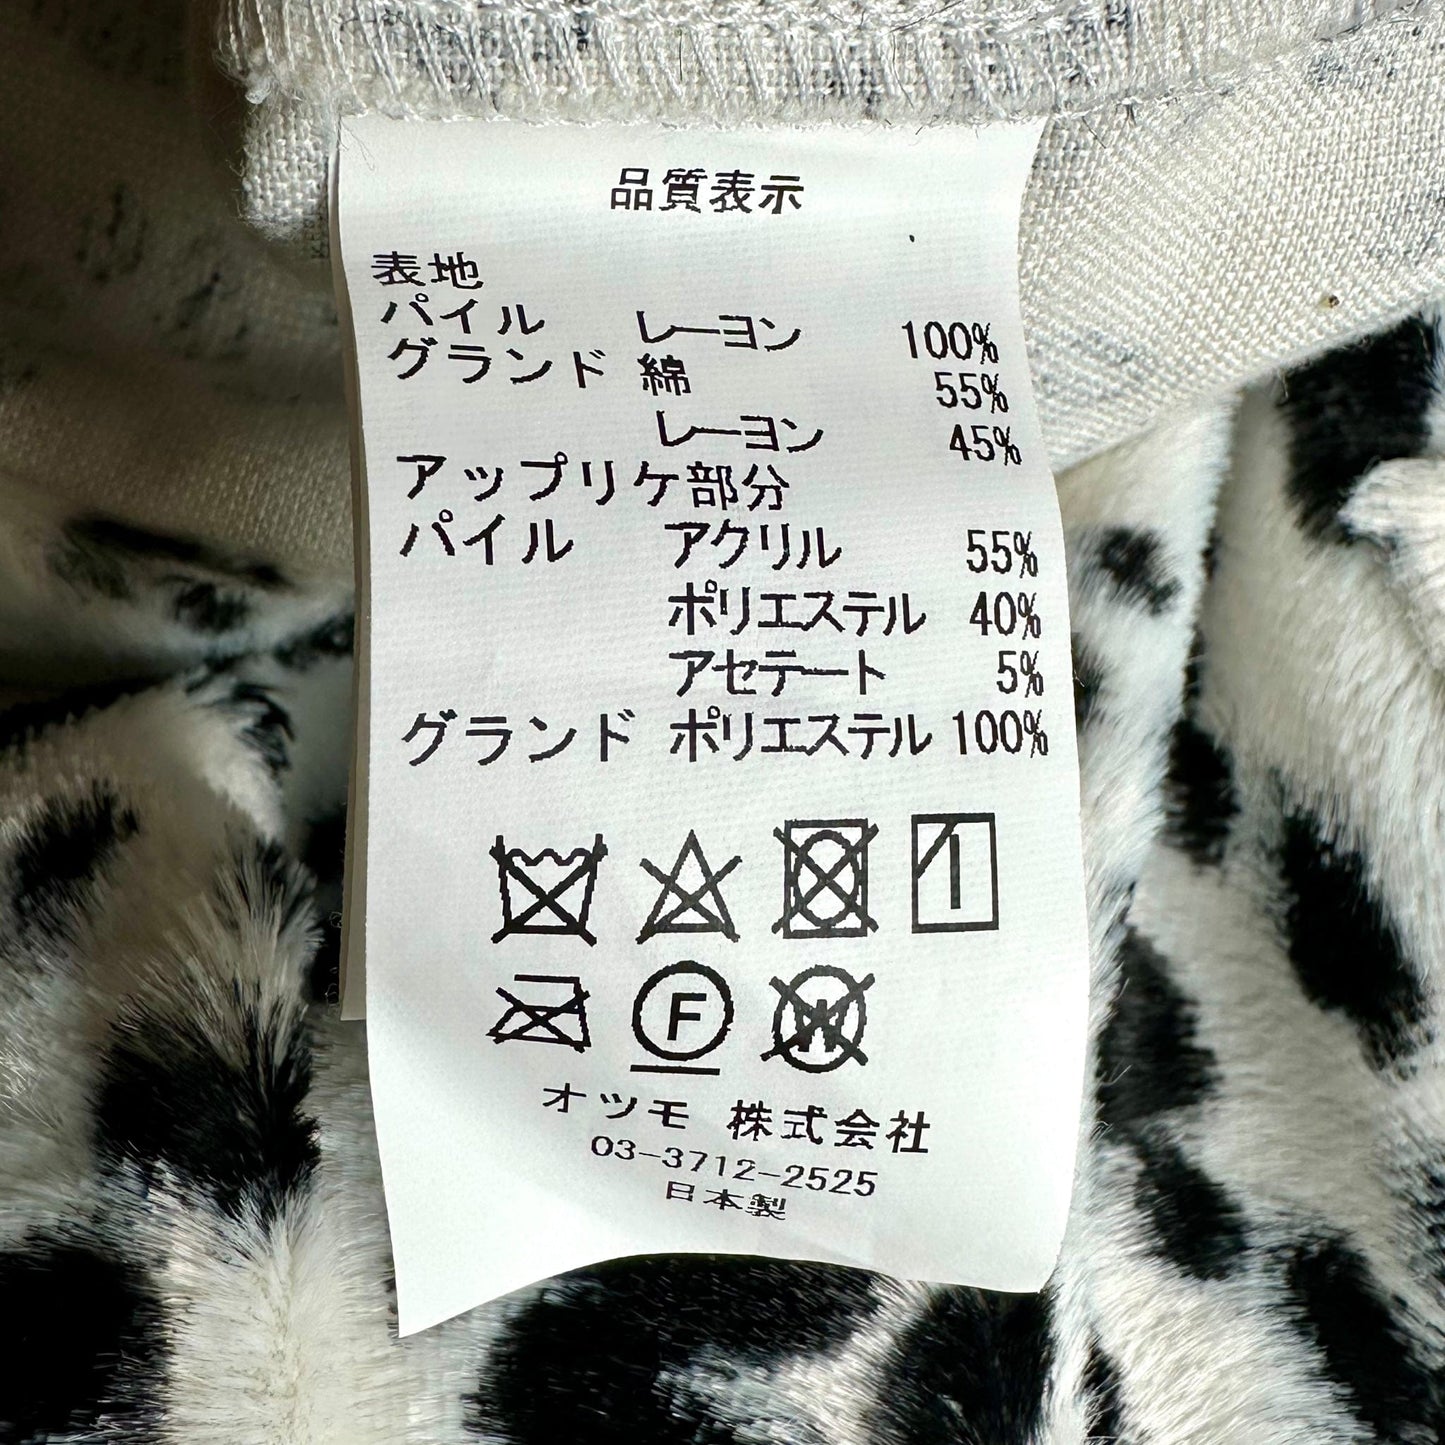 品質表示
表地
パイル レーヨン 100%
グランド 綿 55%
レーヨン 45%
アップリケ部分
パイル アクリル 55%
ポリエステル 40%
アセテート 5%
グランド ポリエステル 100%
F W
オツモ 株式会社
03-3712-2525
日本製